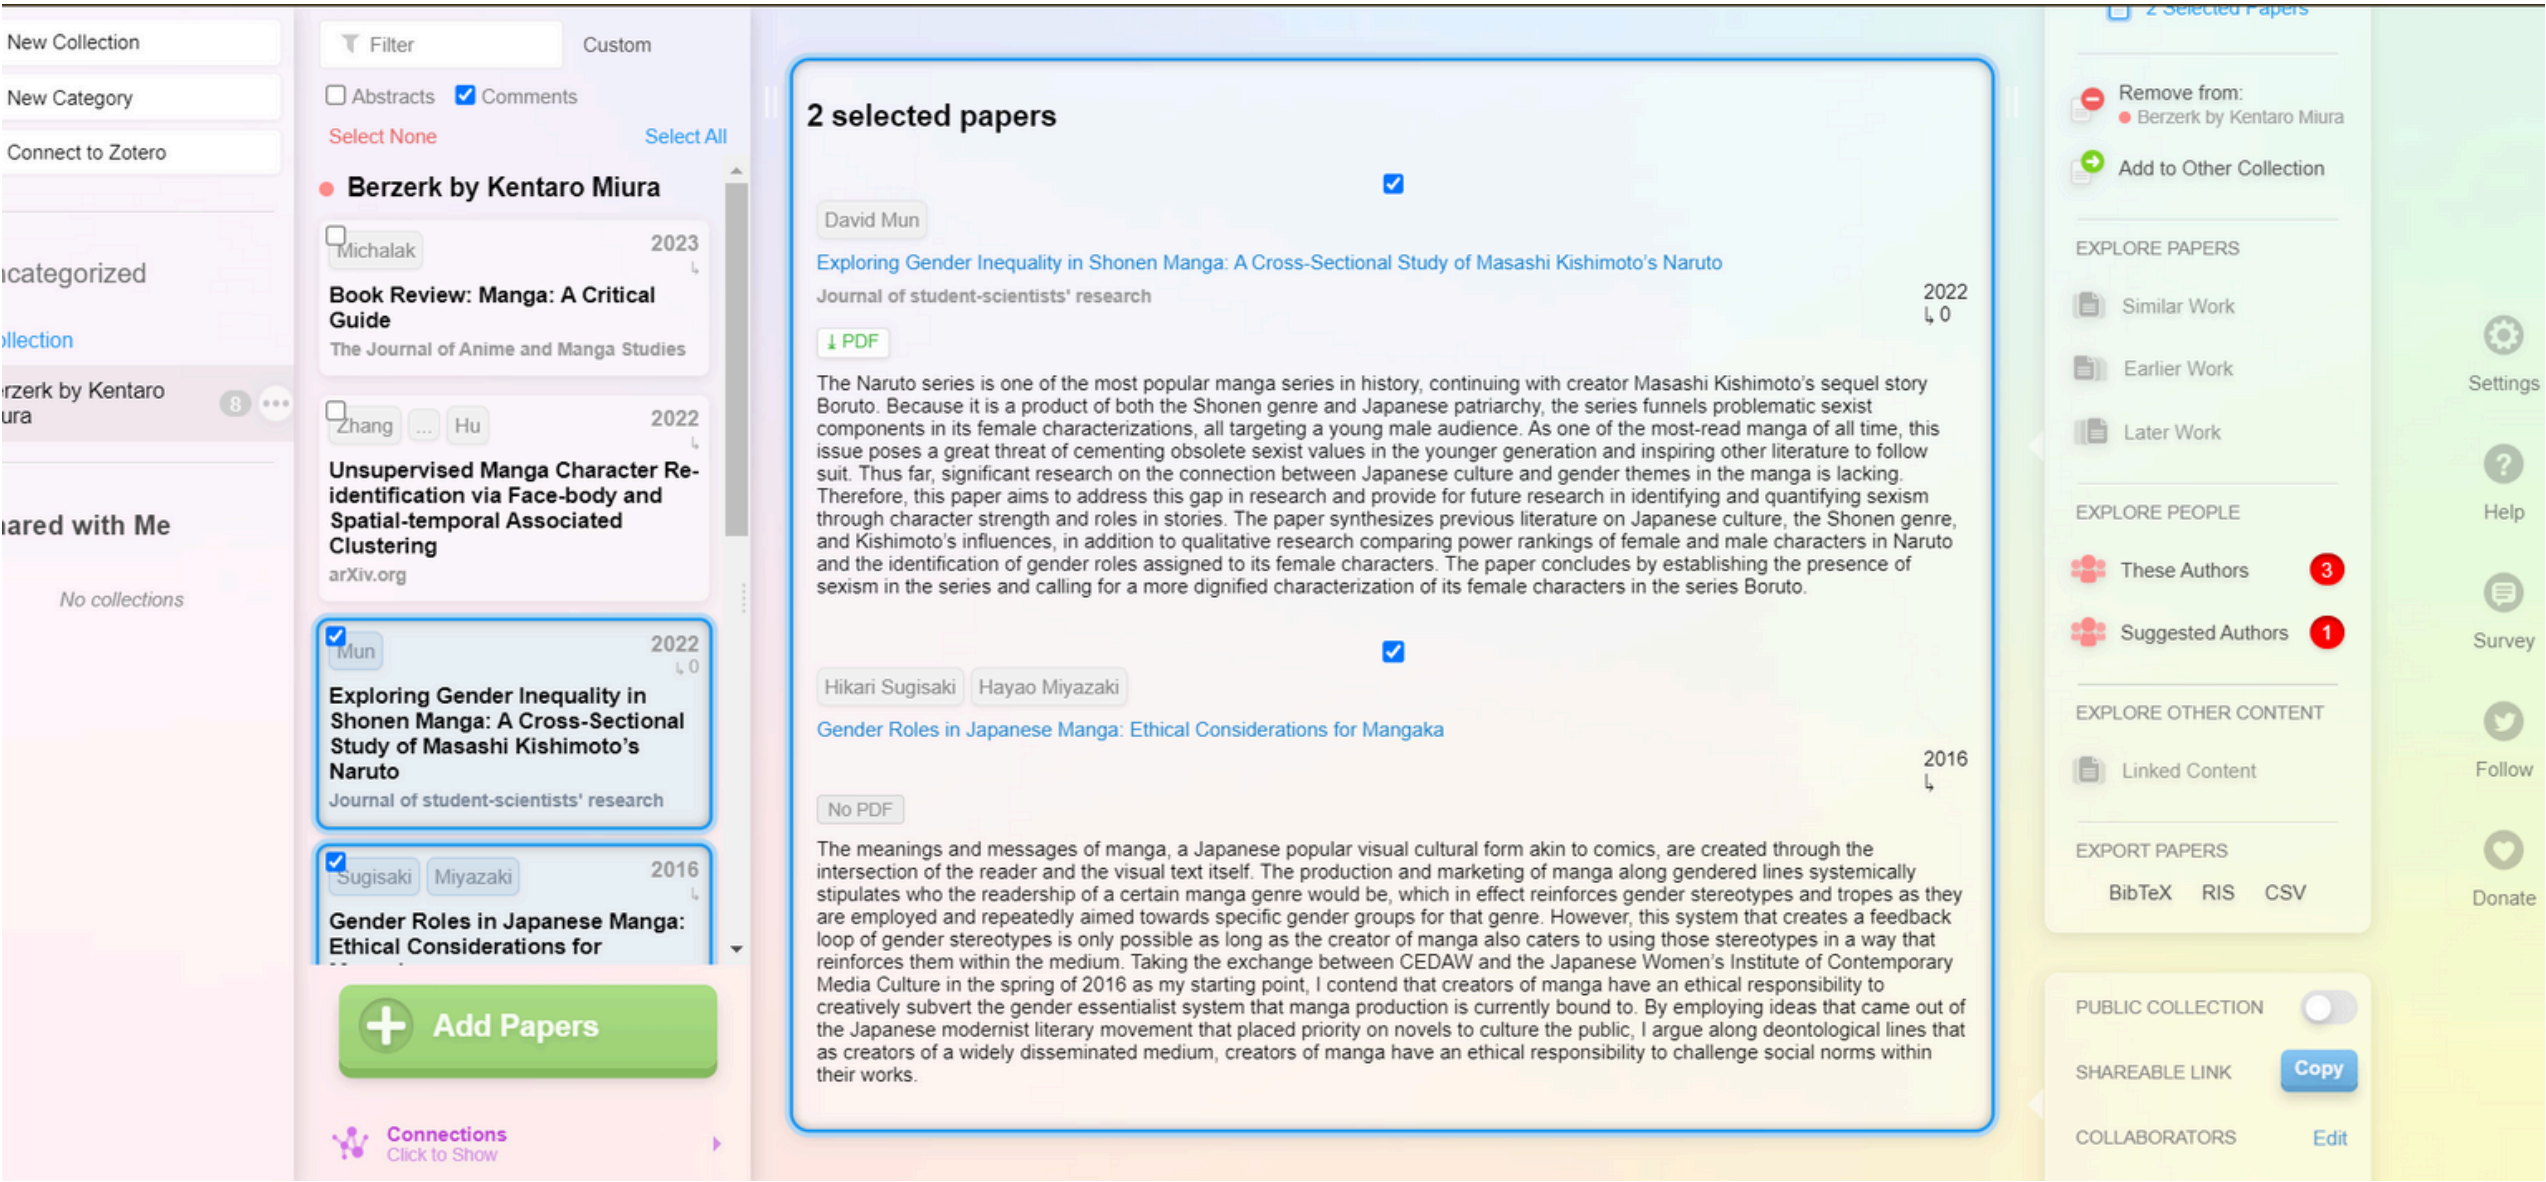 New Collection
New Category
Connect to Zotero
ncategorized
ollection
erzerk by Kentaro
ura
8
ared with Me
No collections
Filter
Custom
Abstracts
Comments
Select None
Select All
Berzerk by Kentaro Miura
Michalak
2023
Book Review: Manga: A Critical
Guide
The Journal of Anime and Manga Studies
Zhang ... Hu
2022
Unsupervised Manga Character Re-
identification via Face-body and
Spatial-temporal Associated
Clustering
arXiv.org
Mun
2022
0
Exploring Gender Inequality in
Shonen Manga: A Cross-Sectional
Study of Masashi Kishimoto’s
Naruto
Journal of student-scientists' research
Sugisaki Miyazaki
2016
Gender Roles in Japanese Manga:
Ethical Considerations for
Add Papers
Connections
Click to Show
2 selected papers
David Mun
Exploring Gender Inequality in Shonen Manga: A Cross-Sectional Study of Masashi Kishimoto’s Naruto
Journal of student-scientists' research
2022
0
PDF
The Naruto series is one of the most popular manga series in history, continuing with creator Masashi Kishimoto’s sequel story
Boruto. Because it is a product of both the Shonen genre and Japanese patriarchy, the series funnels problematic sexist
components in its female characterizations, all targeting a young male audience. As one of the most-read manga of all time, this
issue poses a great threat of cementing obsolete sexist values in the younger generation and inspiring other literature to follow
suit. Thus far, significant research on the connection between Japanese culture and gender themes in the manga is lacking.
Therefore, this paper aims to address this gap in research and provide for future research in identifying and quantifying sexism
through character strength and roles in stories. The paper synthesizes previous literature on Japanese culture, the Shonen genre,
and Kishimoto’s influences, in addition to qualitative research comparing power rankings of female and male characters in Naruto
and the identification of gender roles assigned to its female characters. The paper concludes by establishing the presence of
sexism in the series and calling for a more dignified characterization of its female characters in the series Boruto.
Hikari Sugisaki Hayao Miyazaki
Gender Roles in Japanese Manga: Ethical Considerations for Mangaka
2016
No PDF
The meanings and messages of manga, a Japanese popular visual cultural form akin to comics, are created through the
intersection of the reader and the visual text itself. The production and marketing of manga along gendered lines systemically
stipulates who the readership of a certain manga genre would be, which in effect reinforces gender stereotypes and tropes as they
are employed and repeatedly aimed towards specific gender groups for that genre. However, this system that creates a feedback
loop of gender stereotypes is only possible as long as the creator of manga also caters to using those stereotypes in a way that
reinforces them within the medium. Taking the exchange between CEDAW and the Japanese Women’s Institute of Contemporary
Media Culture in the spring of 2016 as my starting point, I contend that creators of manga have an ethical responsibility to
creatively subvert the gender essentialist system that manga production is currently bound to. By employing ideas that came out of
the Japanese modernist literary movement that placed priority on novels to culture the public, I argue along deontological lines that
as creators of a widely disseminated medium, creators of manga have an ethical responsibility to challenge social norms within
their works.
2 Selected Papers
Remove from:
Berzerk by Kentaro Miura
Add to Other Collection
EXPLORE PAPERS
Similar Work
Earlier Work
Later Work
EXPLORE PEOPLE
These Authors 3
Suggested Authors 1
EXPLORE OTHER CONTENT
Linked Content
EXPORT PAPERS
BibTeX RIS CSV
PUBLIC COLLECTION
SHAREABLE LINK Copy
COLLABORATORS Edit
Settings
Help
Survey
Follow
Donate